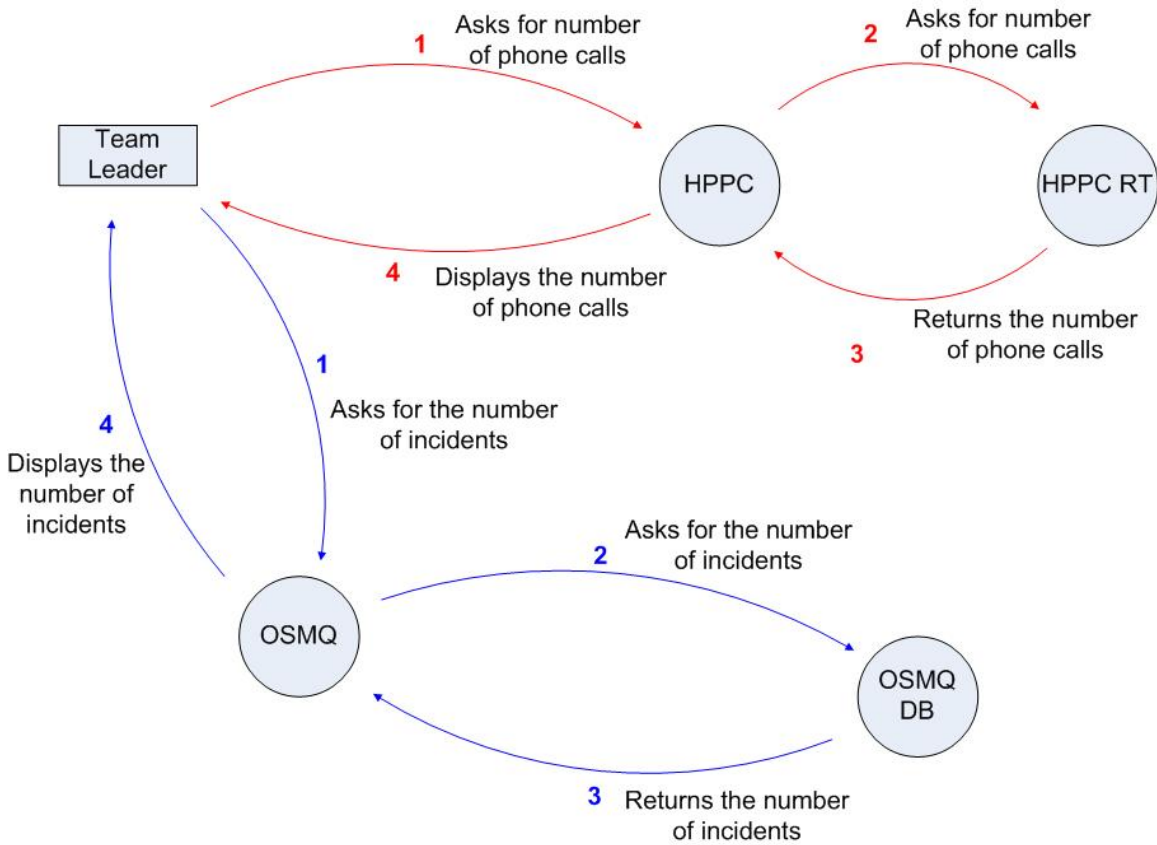 1
Asks for number
of phone calls
2
Asks for number
of phone calls
Team
Leader
HPPC
HPPC RT
4
Displays the number
of phone calls
3
Returns the number
of phone calls
1
Asks for the number
of incidents
4
Displays the
number of
incidents
2
Asks for the number
of incidents
OSMQ
OSMQ
DB
3
Returns the number
of incidents